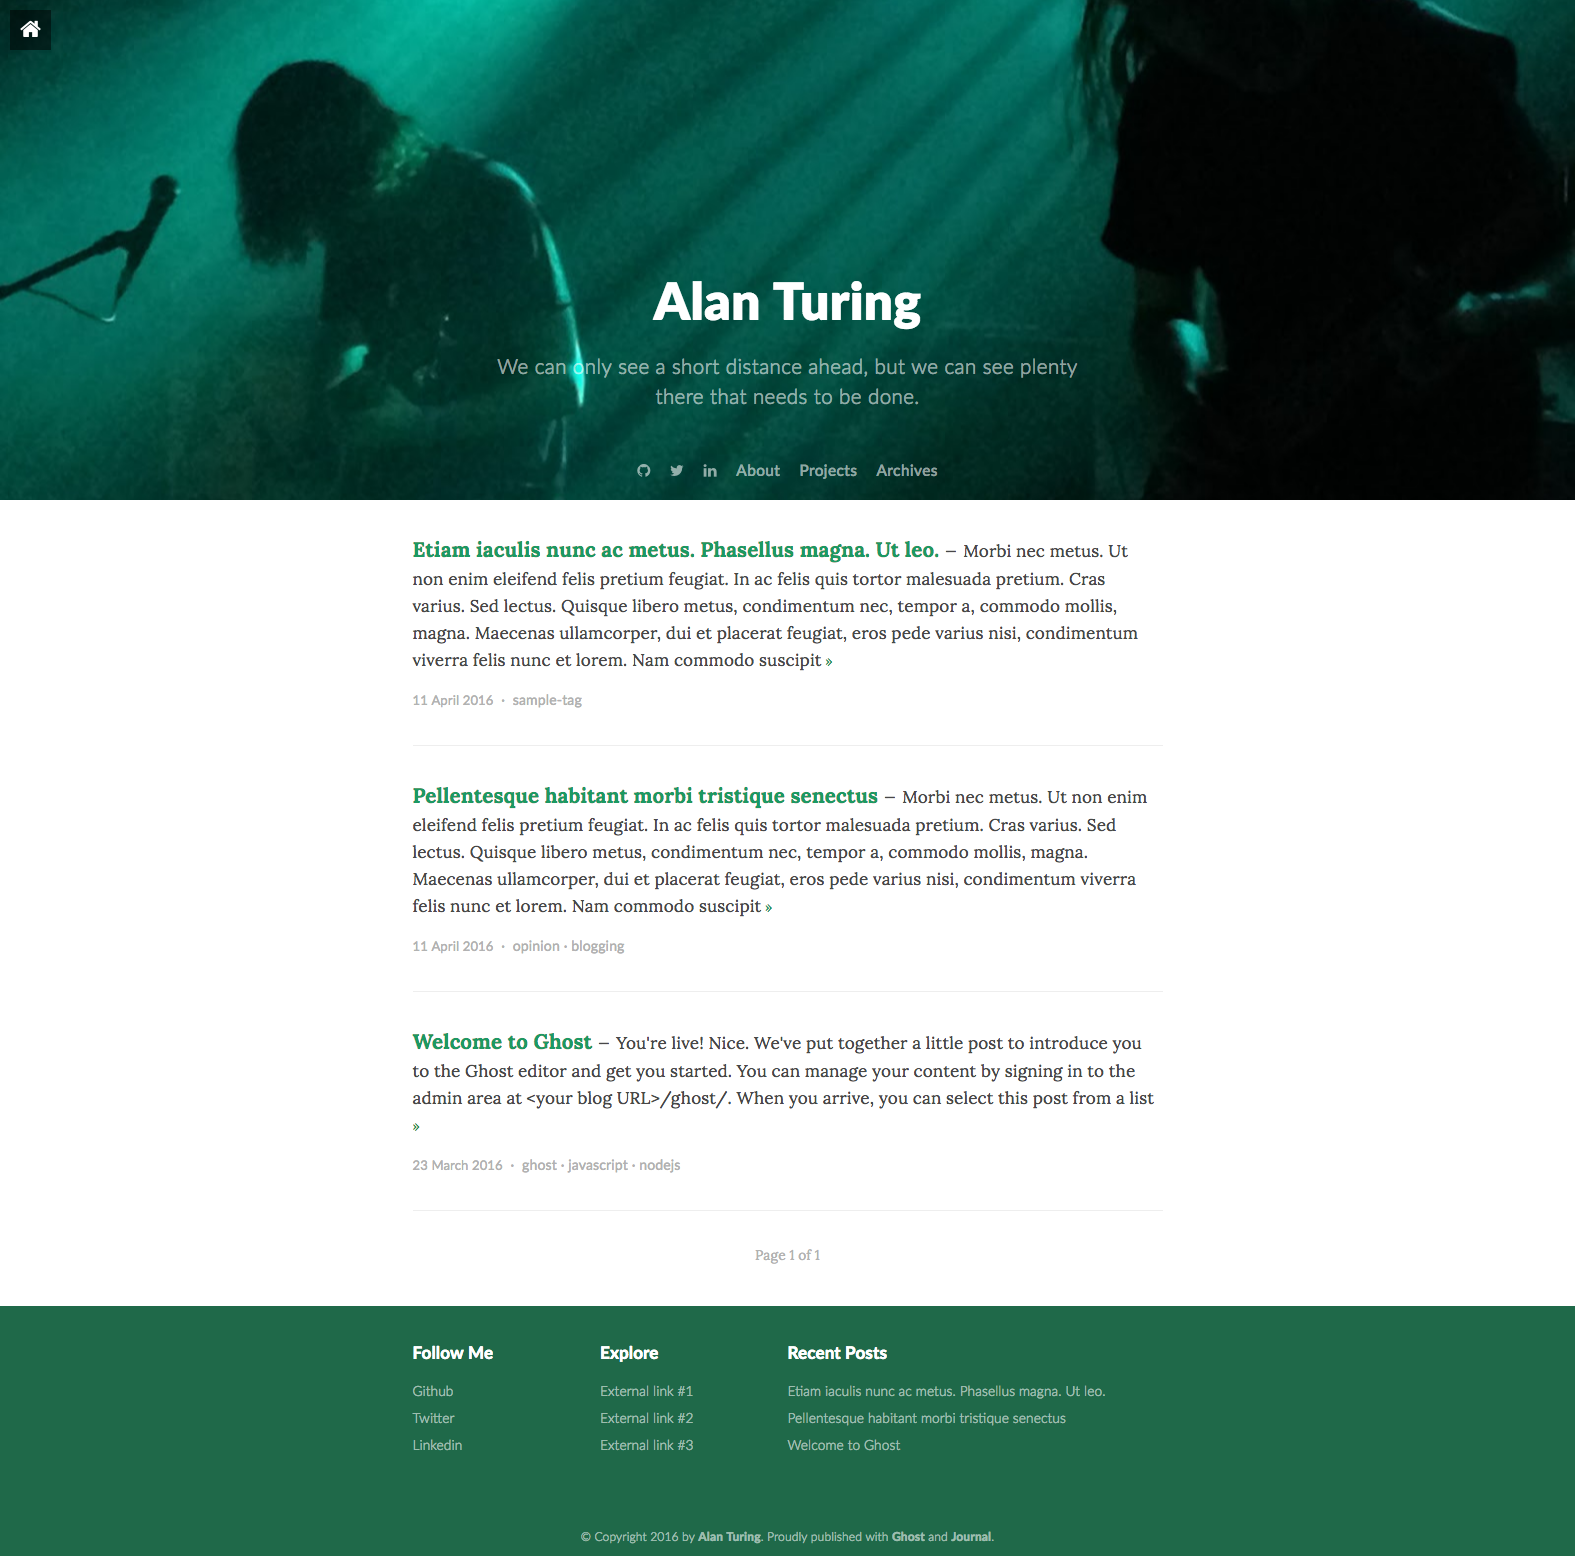 Alan Turing
We can only see a short distance ahead, but we can see plenty
there that needs to be done.
About Projects Archives
Etiam iaculis nunc ac metus. Phasellus magna. Ut leo. — Morbi nec metus. Ut
non enim eleifend felis pretium feugiat. In ac felis quis tortor malesuada pretium. Cras
varius. Sed lectus. Quisque libero metus, condimentum nec, tempor a, commodo mollis,
magna. Maecenas ullamcorper, dui et placerat feugiat, eros pede varius nisi, condimentum
viverra felis nunc et lorem. Nam commodo suscipit »
11 April 2016 · sample-tag
Pellentesque habitant morbi tristique senectus — Morbi nec metus. Ut non enim
eleifend felis pretium feugiat. In ac felis quis tortor malesuada pretium. Cras varius. Sed
lectus. Quisque libero metus, condimentum nec, tempor a, commodo mollis, magna.
Maecenas ullamcorper, dui et placerat feugiat, eros pede varius nisi, condimentum viverra
felis nunc et lorem. Nam commodo suscipit »
11 April 2016 · opinion · blogging
Welcome to Ghost — You're live! Nice. We've put together a little post to introduce you
to the Ghost editor and get you started. You can manage your content by signing in to the
admin area at <your blog URL>/ghost/. When you arrive, you can select this post from a list
»
23 March 2016 · ghost · javascript · nodejs
Page 1 of 1
Follow Me
Github
Twitter
Linkedin
Explore
External link #1
External link #2
External link #3
Recent Posts
Etiam iaculis nunc ac metus. Phasellus magna. Ut leo.
Pellentesque habitant morbi tristique senectus
Welcome to Ghost
© Copyright 2016 by Alan Turing. Proudly published with Ghost and Journal.